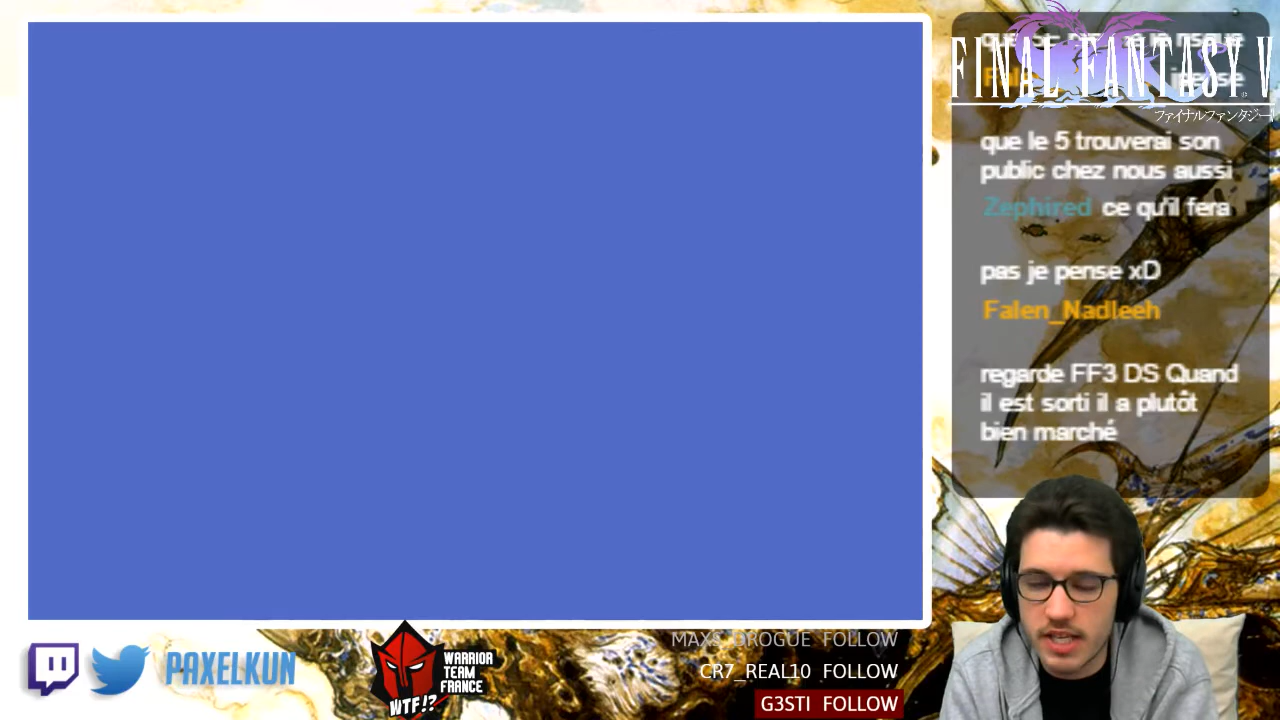 FINAL FANTASY V
ファイナルファンタジーV
que le 5 trouverai son
public chez nous aussi
Zephired ce qu'il fera
pas je pense xD
Falen_Nadleeh
regarde FF3 DS Quand
il est sorti il a plutôt
bien marché
PAXELKUN
WARRIOR
TEAM
FRANCE
WTF!?
FOLLOW
CR7_REAL10 FOLLOW
G3STI FOLLOW